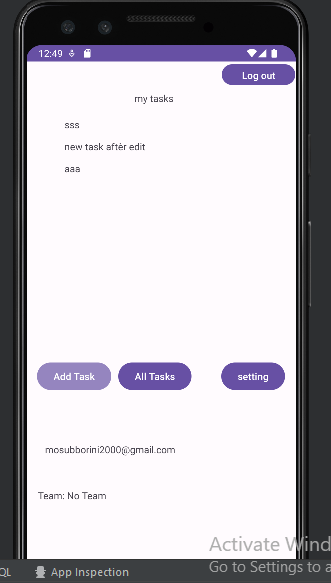 12:49
Log out
my tasks
sss
new task after edit
aaa
Add Task
All Tasks
setting
mosubborini2000@gmail.com
Team: No Team
Activate Wind
Go to Settings to a
QL
App Inspection